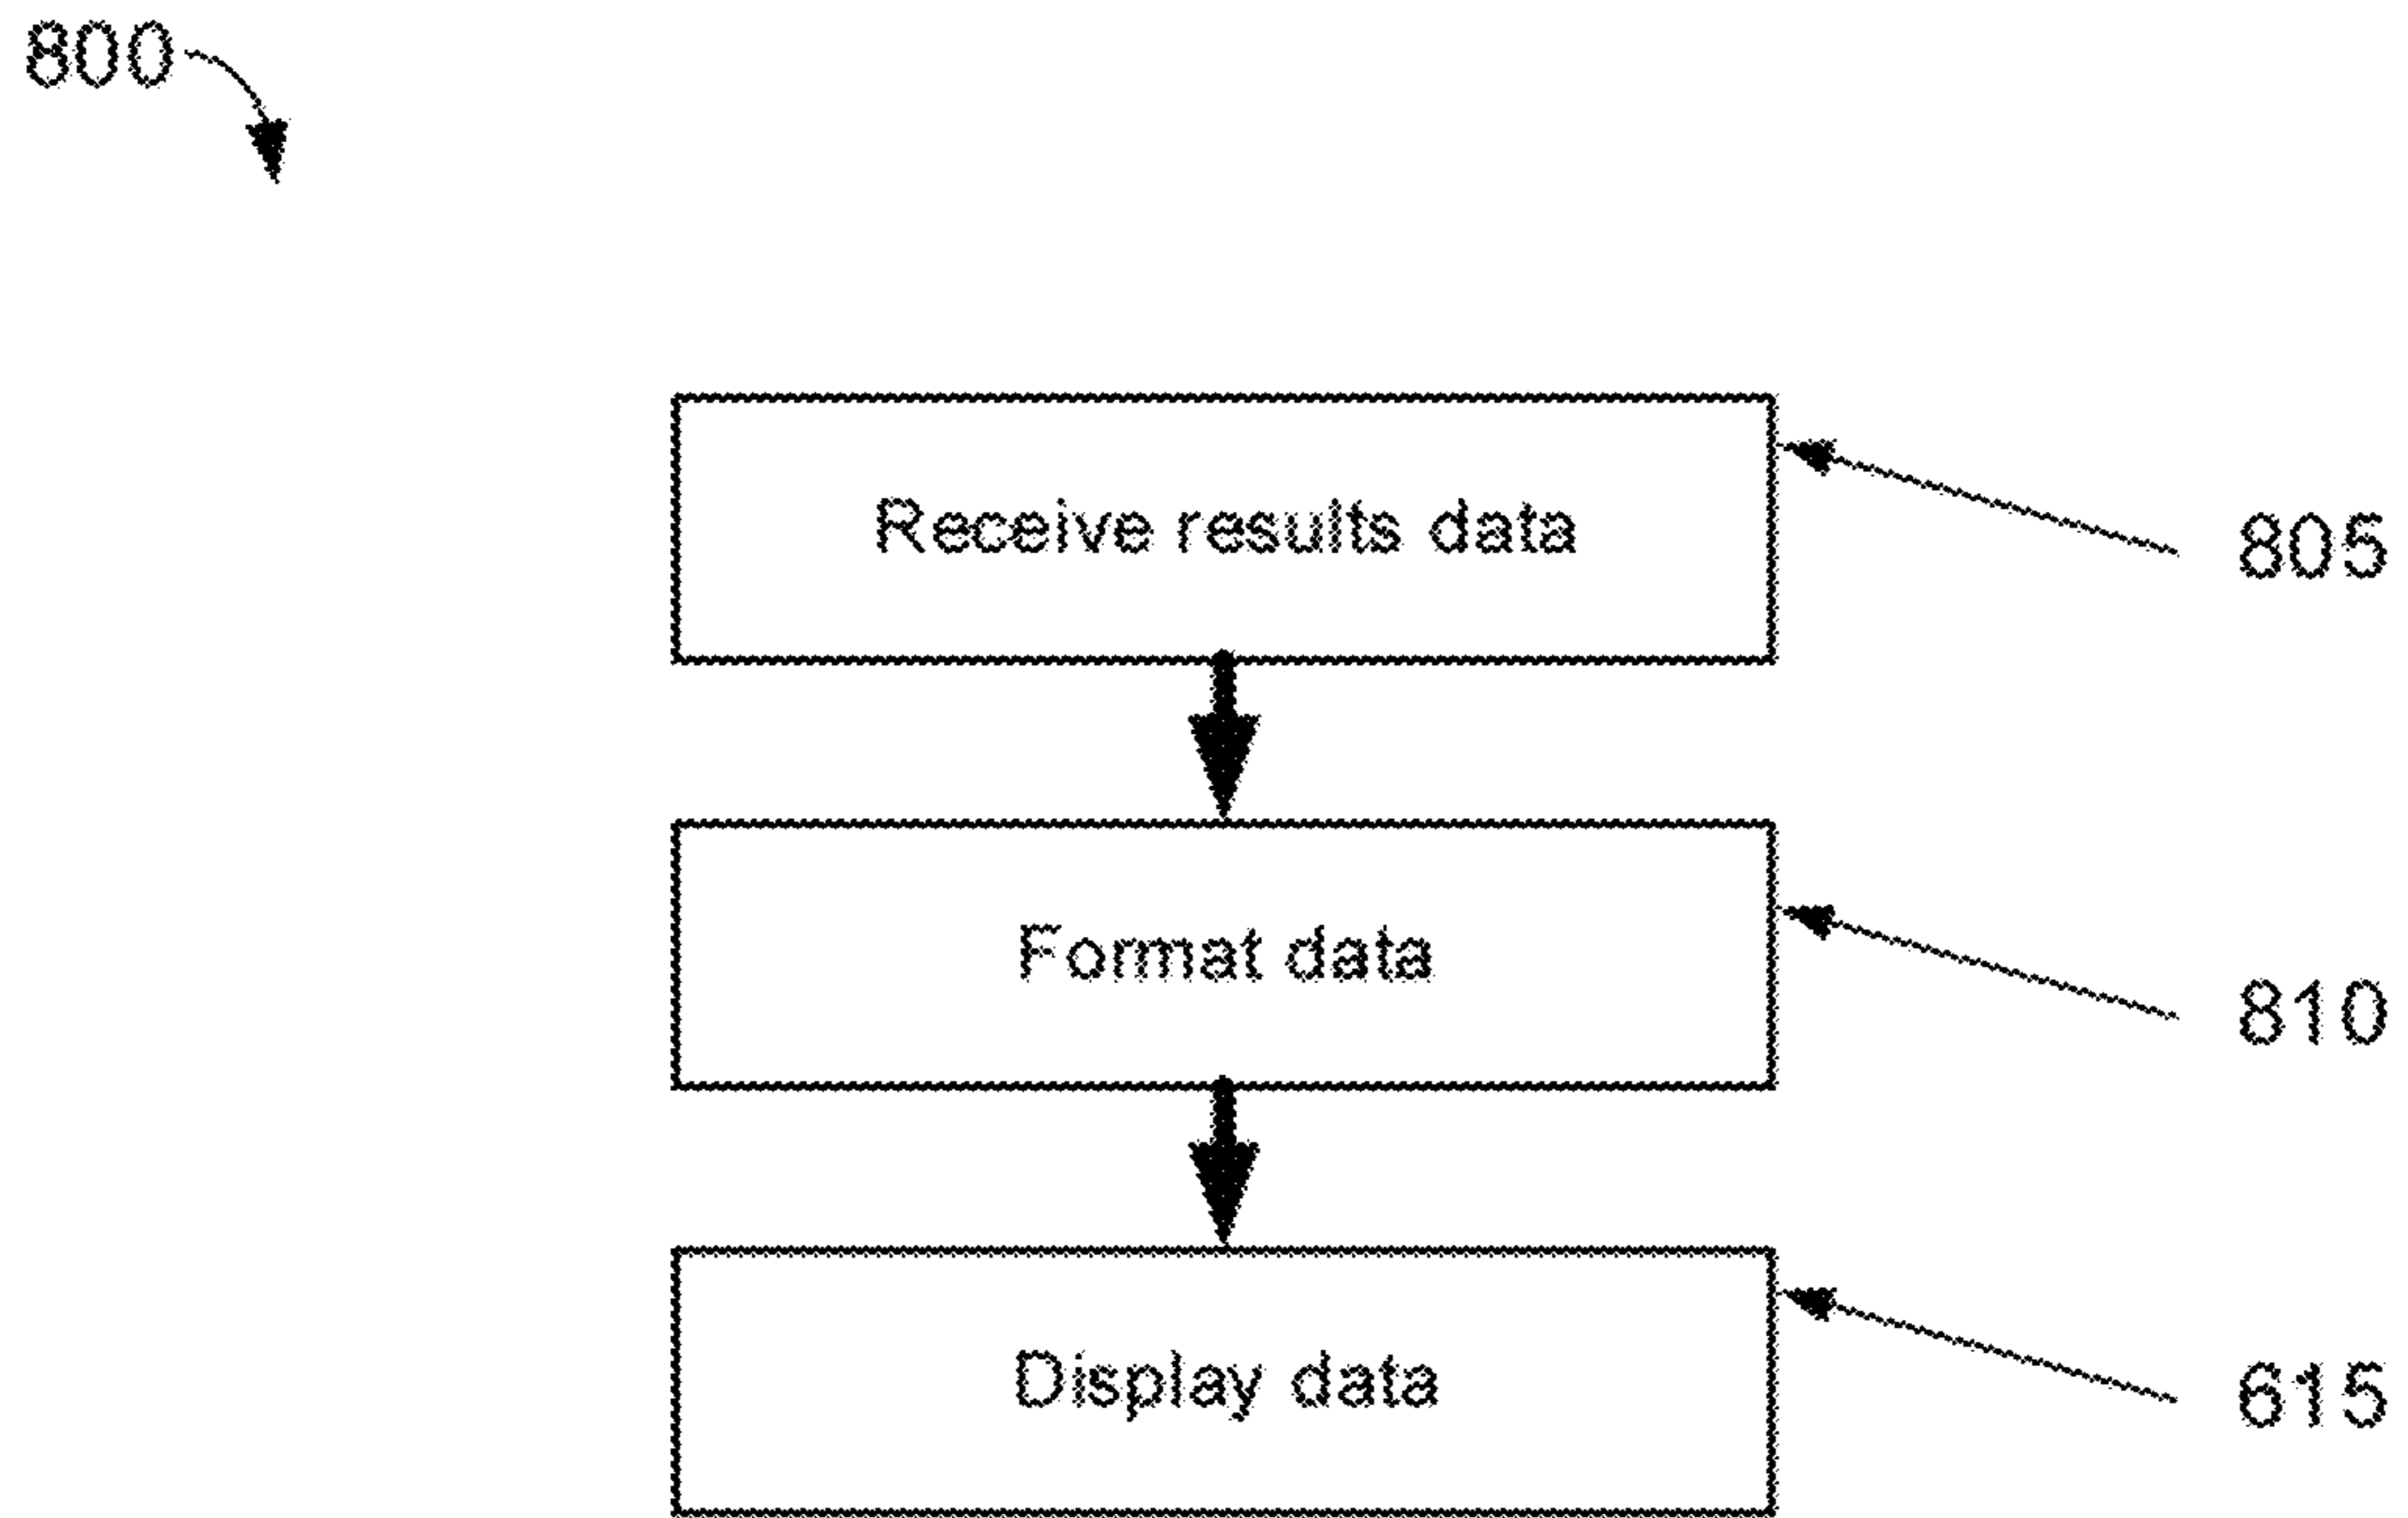 800
Receive results data
805
Format data
810
Display data
615